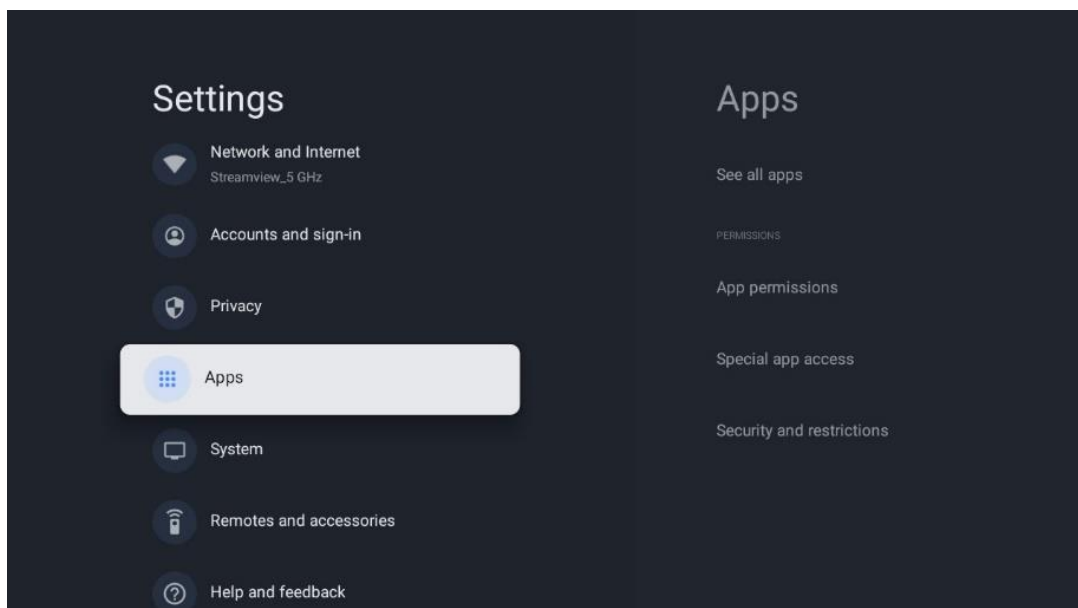 Settings
Network and Internet
Streamview_5 GHz
Accounts and sign-in
Privacy
Apps
System
Remotes and accessories
Help and feedback
Apps
See all apps
PERMISSIONS
App permissions
Special app access
Security and restrictions